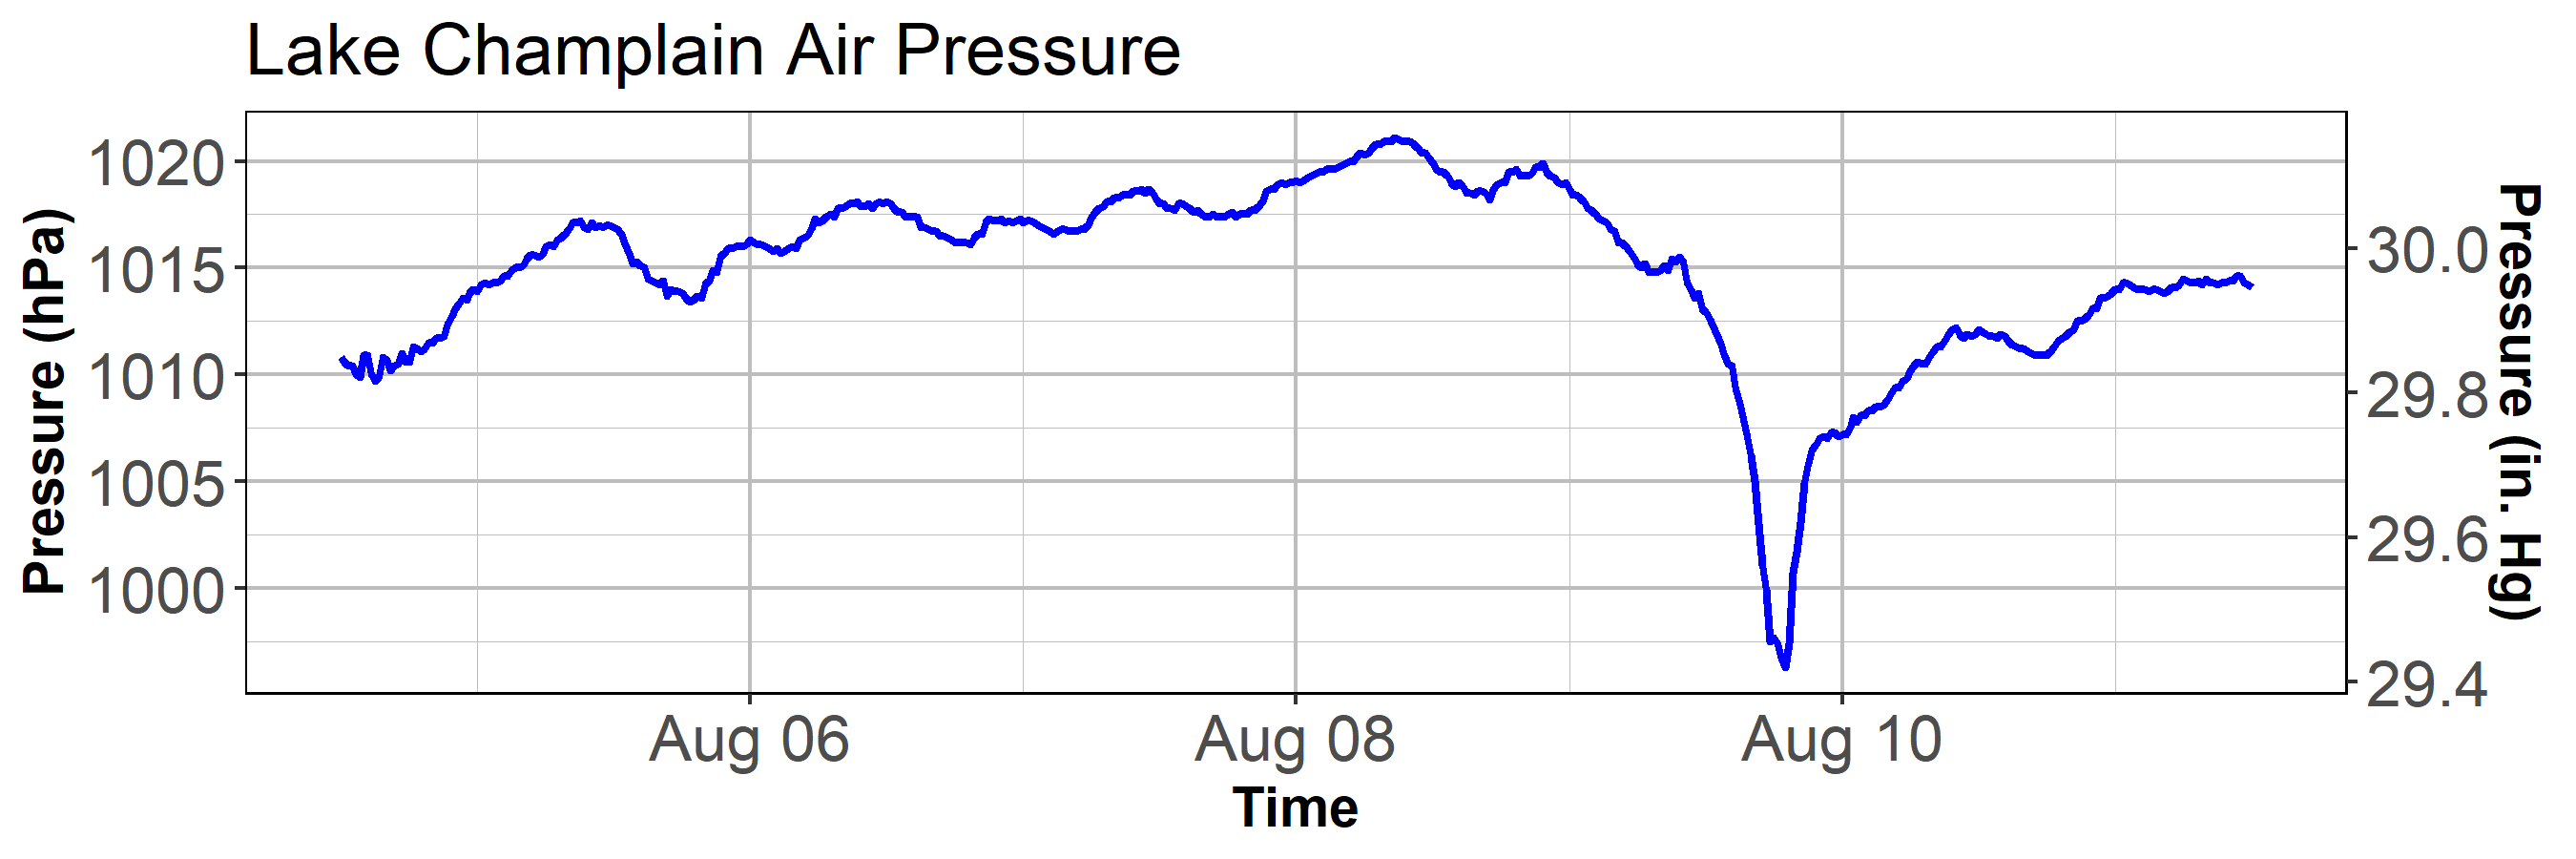 Lake Champlain Air Pressure
Pressure (hPa)
1020
1015
1010
1005
1000
30.0
29.8
29.6
29.4
Pressure (in. Hg)
Aug 06
Aug 08
Aug 10
Time